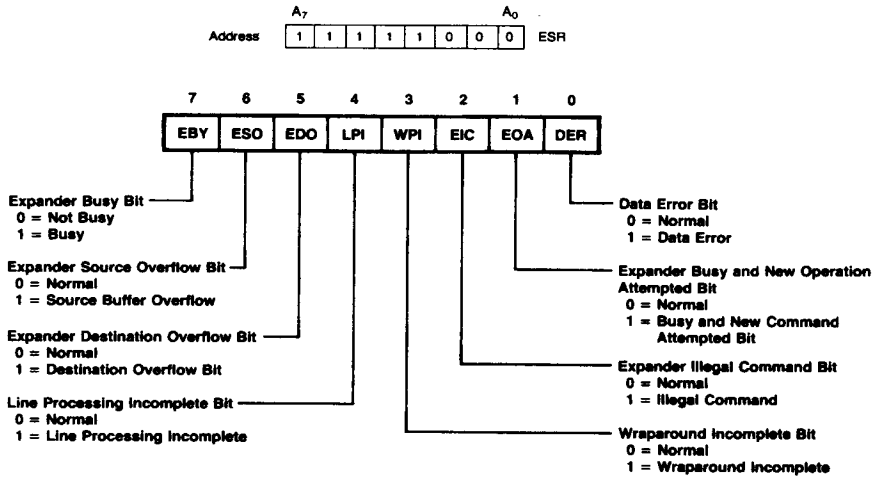 A7 A0
Address 1 1 1 1 1 0 0 0 ESR
7 6 5 4 3 2 1 0
EBY ESO EDO LPI WPI EIC EOA DER
Expander Busy Bit
0 = Not Busy
1 = Busy
Expander Source Overflow Bit
0 = Normal
1 = Source Buffer Overflow
Expander Destination Overflow Bit
0 = Normal
1 = Destination Overflow Bit
Line Processing Incomplete Bit
0 = Normal
1 = Line Processing Incomplete
Data Error Bit
0 = Normal
1 = Data Error
Expander Busy and New Operation
Attempted Bit
0 = Normal
1 = Busy and New Command
Attempted Bit
Expander Illegal Command Bit
0 = Normal
1 = Illegal Command
Wraparound Incomplete Bit
0 = Normal
1 = Wraparound Incomplete